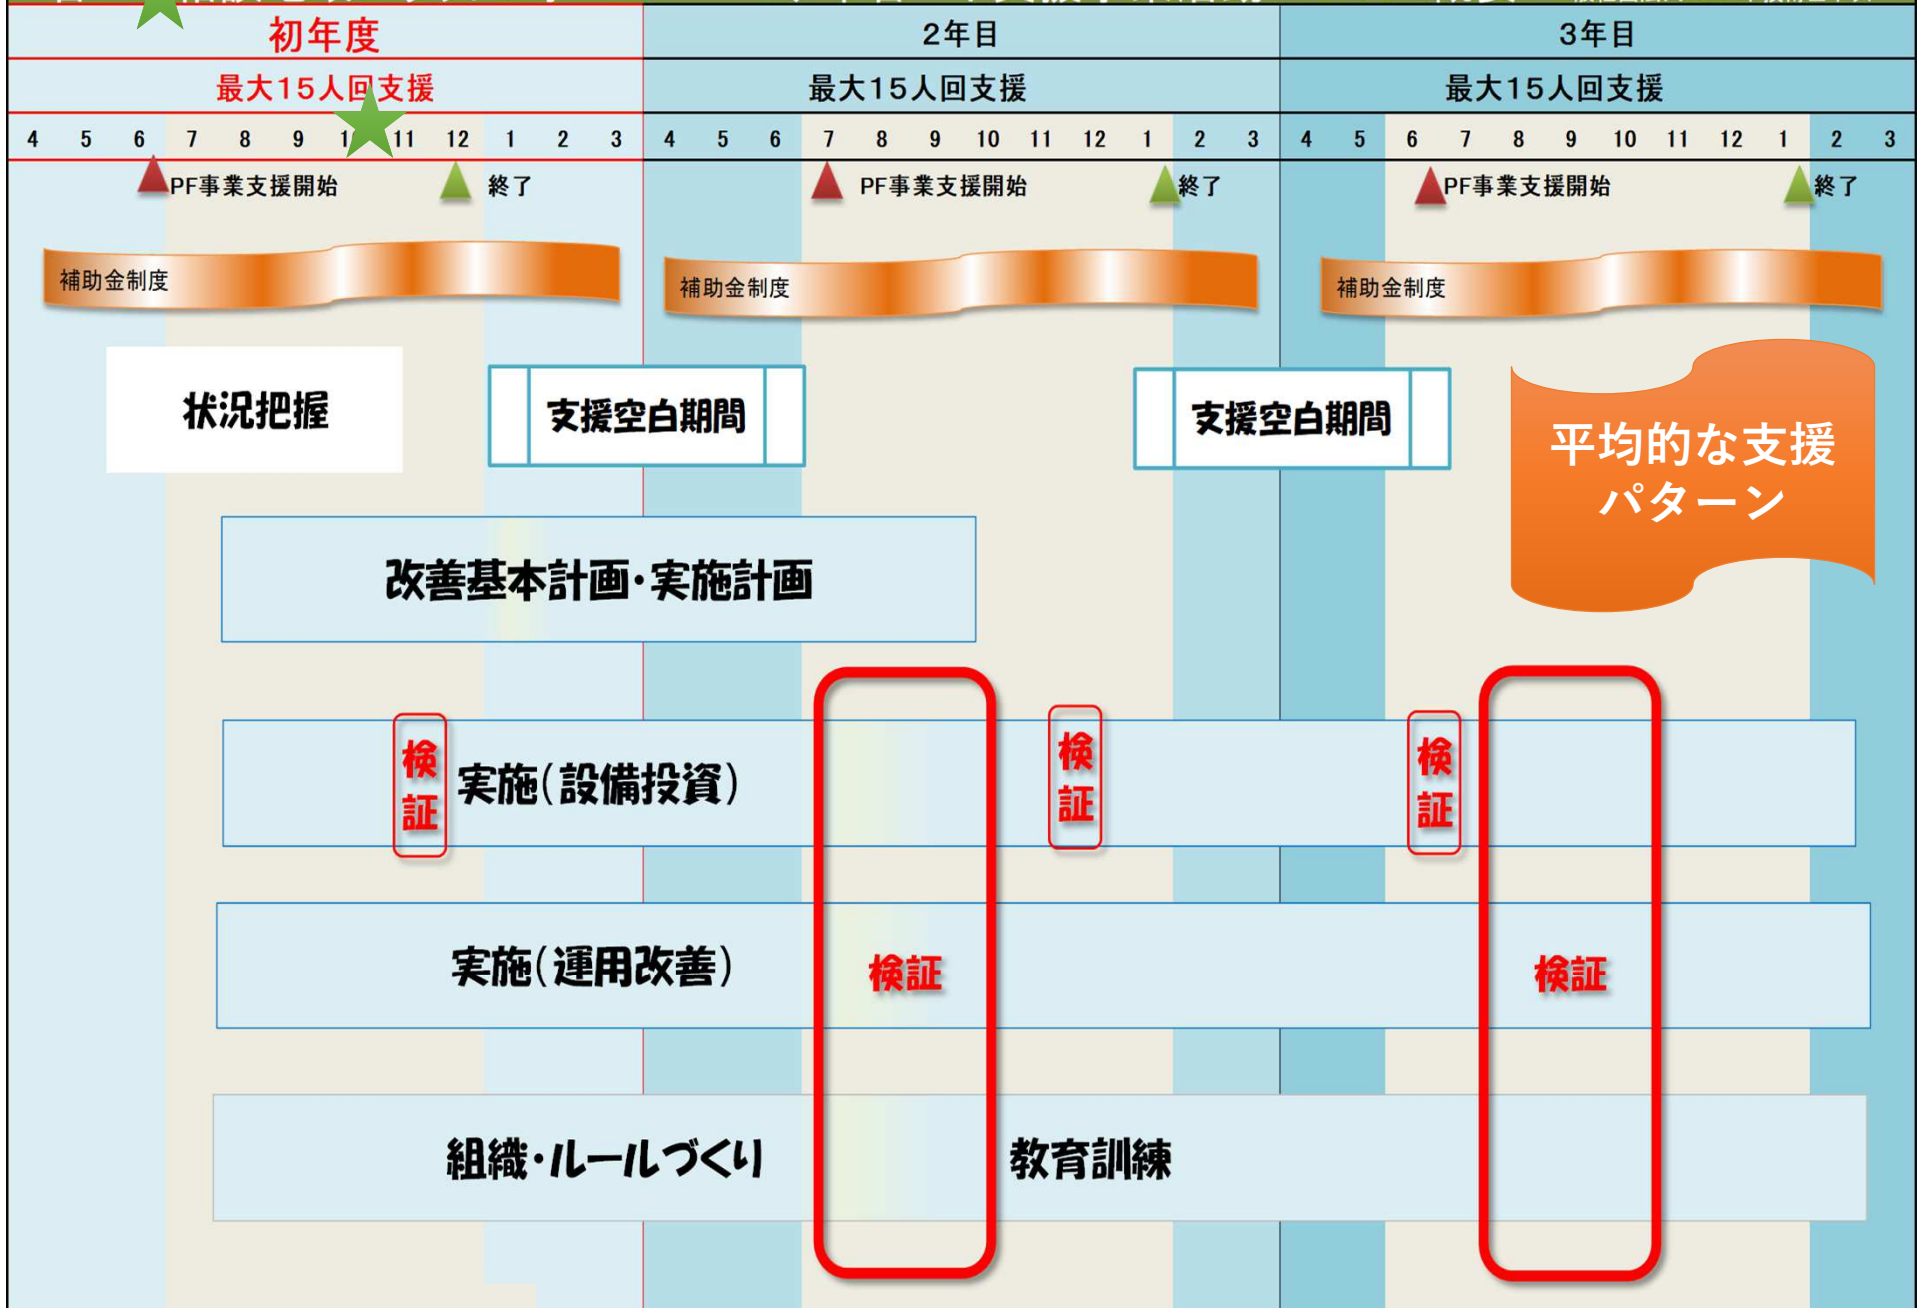 初年度 2年目 3年目
最大15人回支援 最大15人回支援 最大15人回支援
4 5 6 7 8 9 11 12 1 2 3 4 5 6 7 8 9 10 11 12 1 2 3 4 5 6 7 8 9 10 11 12 1 2 3
PF事業支援開始 終了 PF事業支援開始 終了 PF事業支援開始 終了
補助金制度 補助金制度 補助金制度
状況把握 支援空白期間 支援空白期間
平均的な支援
パターン
改善基本計画・実施計画
検証 実施(設備投資) 検証 検証
実施(運用改善) 検証 検証
組織・ルールづくり 教育訓練